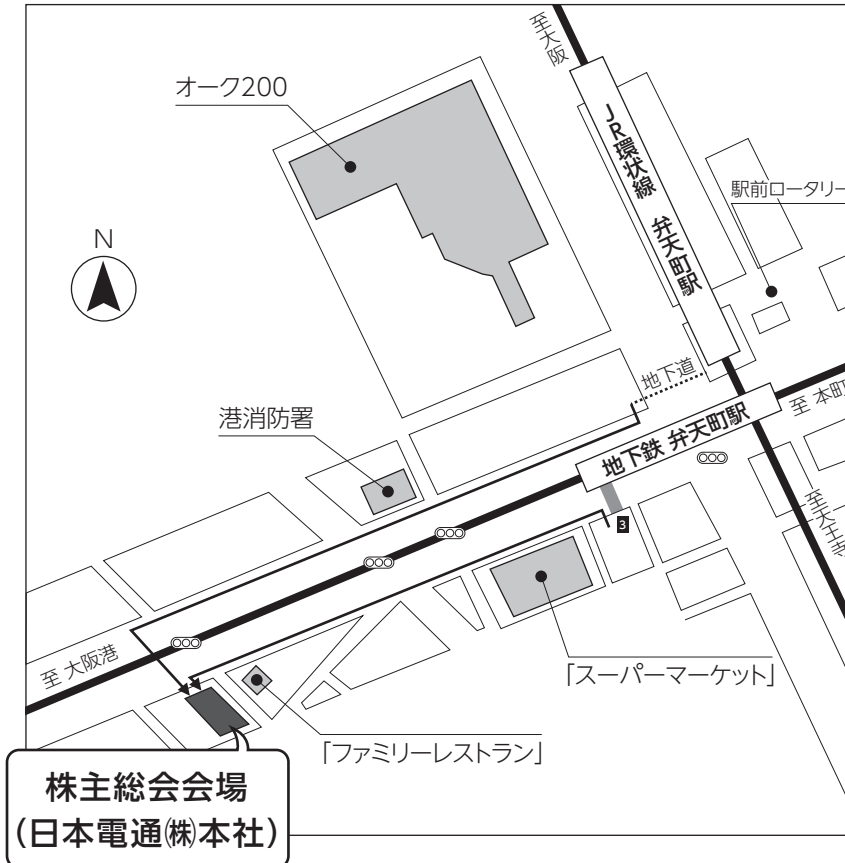 至大阪
オーク200
JR環状線 弁天町駅
駅前ロータリー
N
地下道
至 本町
港消防署
地下鉄 弁天町駅
至天王寺
3
至 大阪港
「スーパーマーケット」
「ファミリーレストラン」
株主総会会場
(日本電通㈱本社)